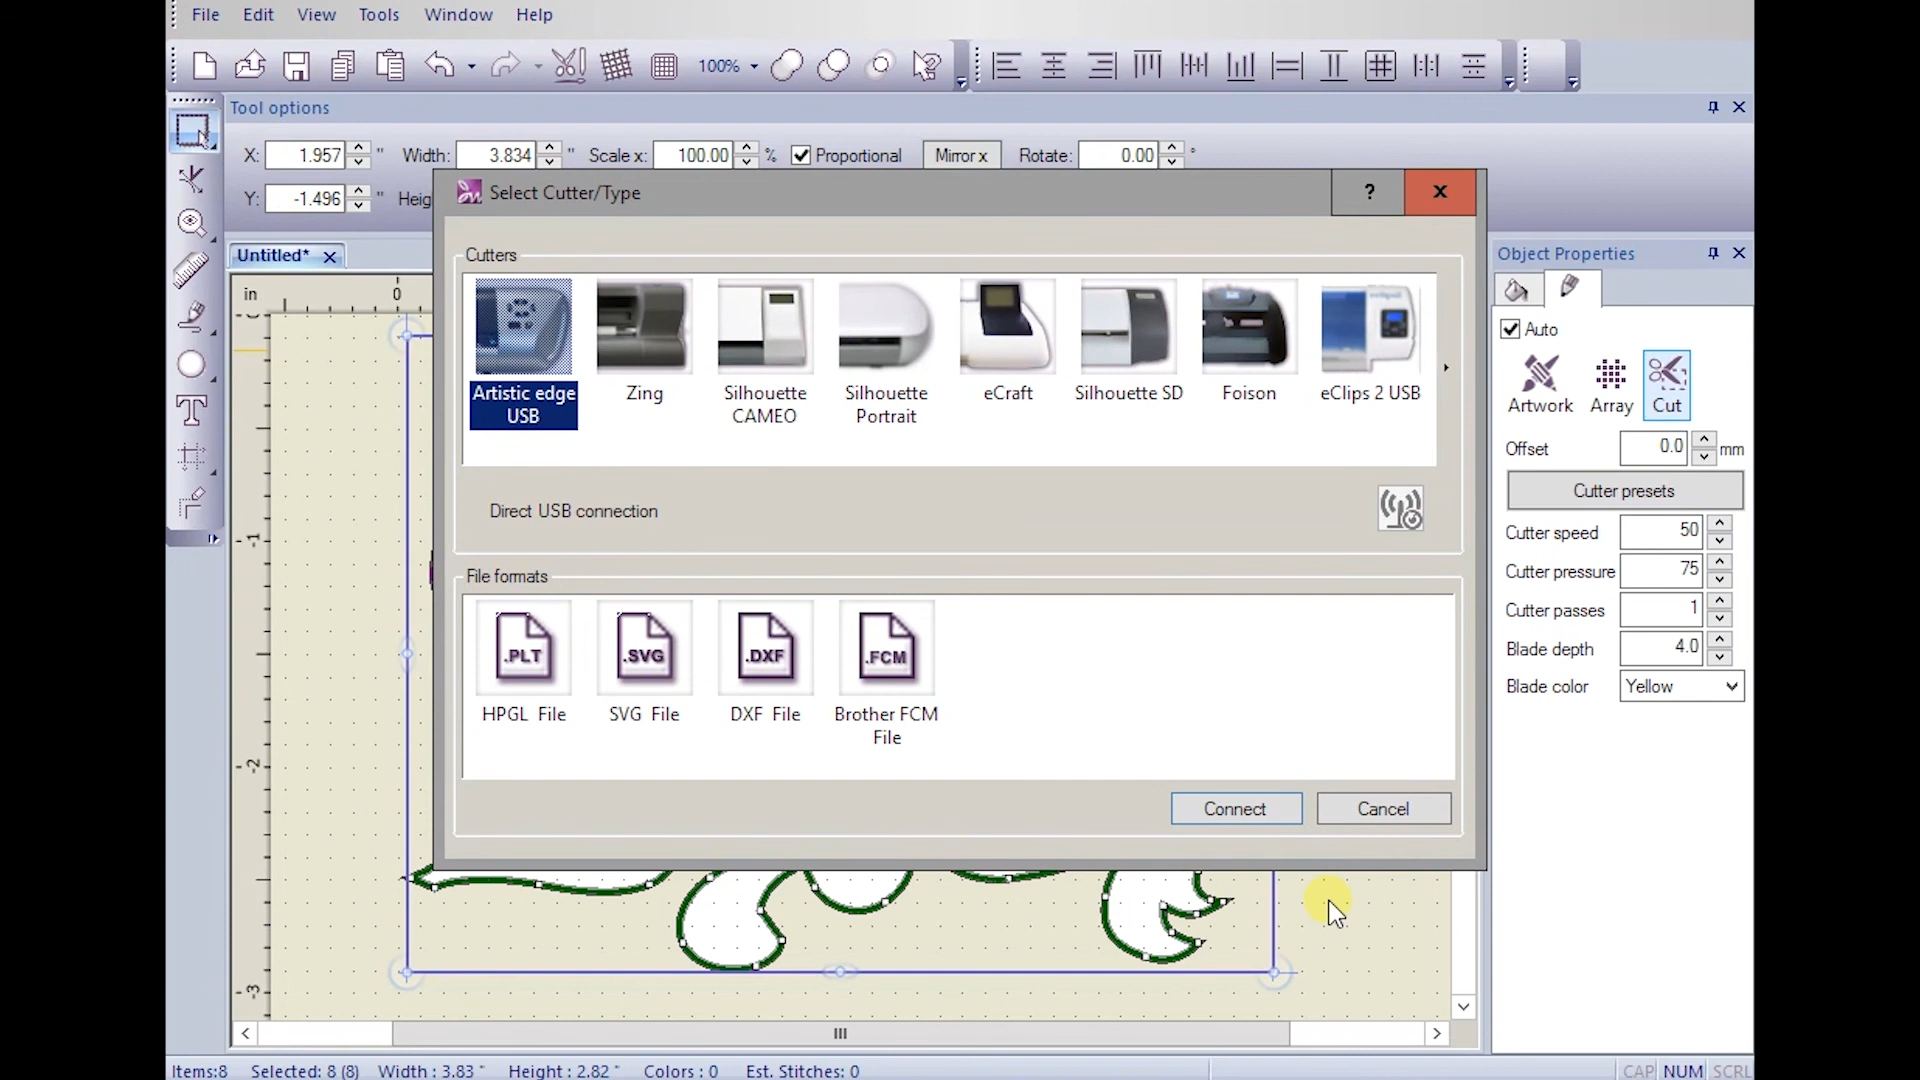 File Edit View Tools Window Help
100%
Tool options
X: 1.957 " Width: 3.834 " Scale x: 100.00 % Proportional Mirror x Rotate: 0.00 °
Y: -1.496 " Heig
Select Cutter/Type ?
Untitled*
in 0
-1
-2
-3
Cutters
Artistic edge USB
Zing
Silhouette CAMEO
Silhouette Portrait
eCraft
Silhouette SD
Foison
eClips 2 USB
Direct USB connection
File formats
.PLT .SVG .DXF .FCM
HPGL File
SVG File
DXF File
Brother FCM File
Connect Cancel
Object Properties
Auto
Artwork Array Cut
Offset 0.0 mm
Cutter presets
Cutter speed 50
Cutter pressure 75
Cutter passes 1
Blade depth 4.0
Blade color Yellow
Items:8 Selected: 8 (8) Width : 3.83 " Height : 2.82 " Colors : 0 Est. Stitches: 0 CAP NUM SCRL